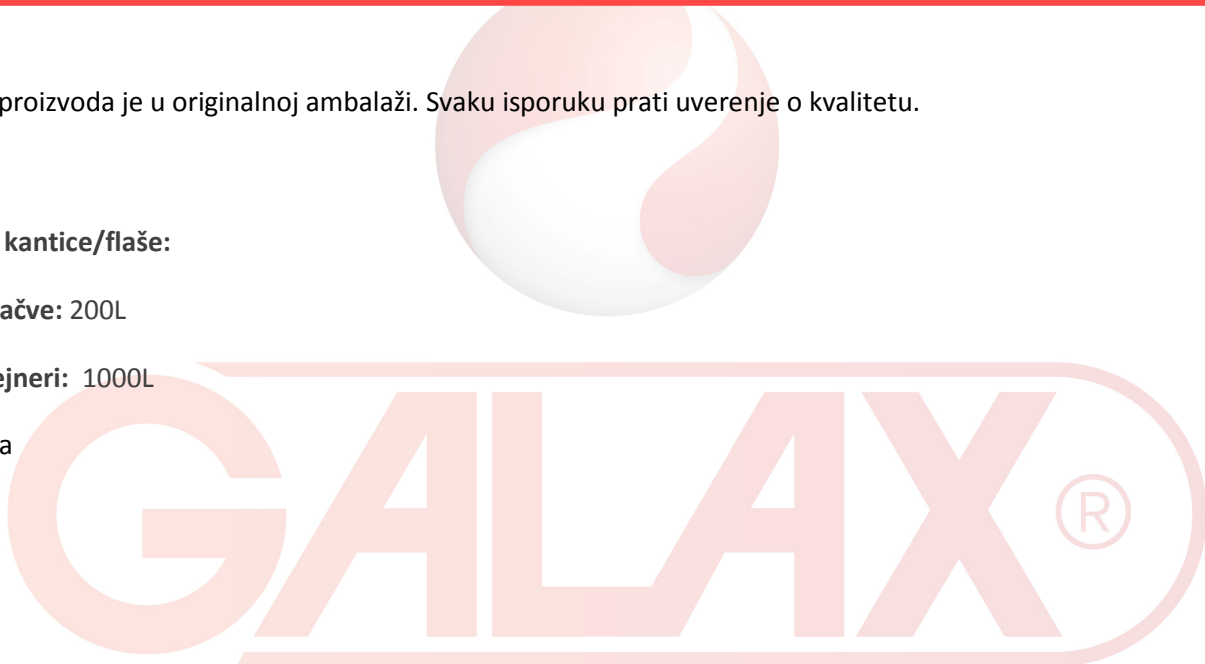 proizvoda je u originalnoj ambalaži. Svaku isporuku prati uverenje o kvalitetu.
kantice/flaše:
ačve: 200L
ejneri: 1000L
a
GALAX®